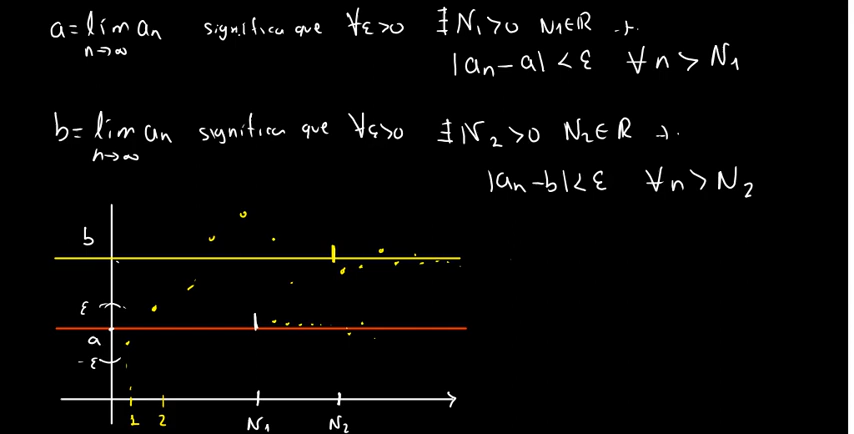 a = lím an significa que ∀ε>0 ∃ N1>0 N1∈ℝ t.
n→∞
|an - a| < ε ∀ n > N1
b = lím an significa que ∀ε>0 ∃ N2 >0 N2∈ℝ t.
n→∞
|an - b| < ε ∀ n > N2
b
ε
a
-ε
1 2 N1 N2